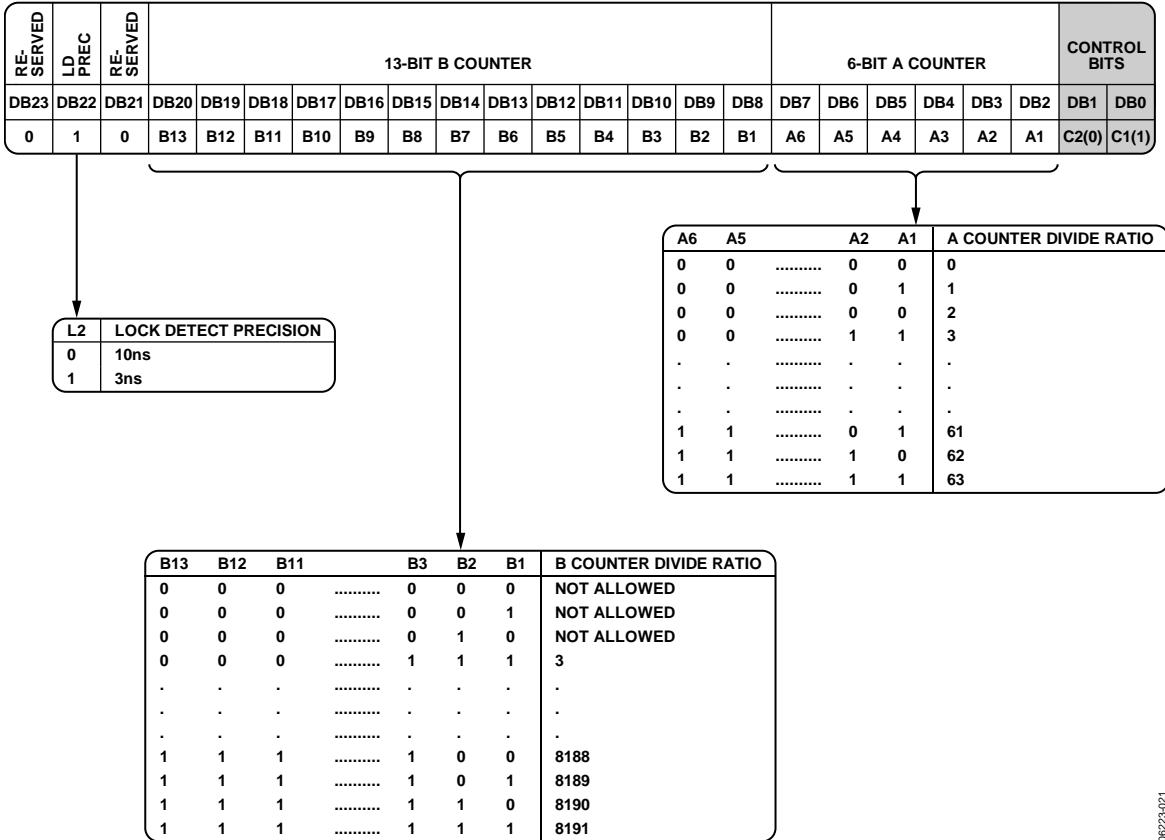 RE-
SERVED
LD
PREC
RE-
SERVED
13-BIT B COUNTER
6-BIT A COUNTER
CONTROL
BITS
DB23 DB22 DB21 DB20 DB19 DB18 DB17 DB16 DB15 DB14 DB13 DB12 DB11 DB10 DB9 DB8 DB7 DB6 DB5 DB4 DB3 DB2 DB1 DB0
0 1 0 B13 B12 B11 B10 B9 B8 B7 B6 B5 B4 B3 B2 B1 A6 A5 A4 A3 A2 A1 C2(0) C1(1)
A6 A5 A2 A1 A COUNTER DIVIDE RATIO
0 0 .......... 0 0 0
0 0 .......... 0 1 1
0 0 .......... 0 0 2
0 0 .......... 1 1 3
. . .......... . . .
. . .......... . . .
. . .......... . . .
1 1 .......... 0 1 61
1 1 .......... 1 0 62
1 1 .......... 1 1 63
L2 LOCK DETECT PRECISION
0 10ns
1 3ns
B13 B12 B11 B3 B2 B1 B COUNTER DIVIDE RATIO
0 0 0 .......... 0 0 0 NOT ALLOWED
0 0 0 .......... 0 0 1 NOT ALLOWED
0 0 0 .......... 0 1 0 NOT ALLOWED
0 0 0 .......... 1 1 1 3
. . . .......... . . . .
. . . .......... . . . .
. . . .......... . . . .
1 1 1 .......... 1 0 0 8188
1 1 1 .......... 1 0 1 8189
1 1 1 .......... 1 1 0 8190
1 1 1 .......... 1 1 1 8191
06223-021